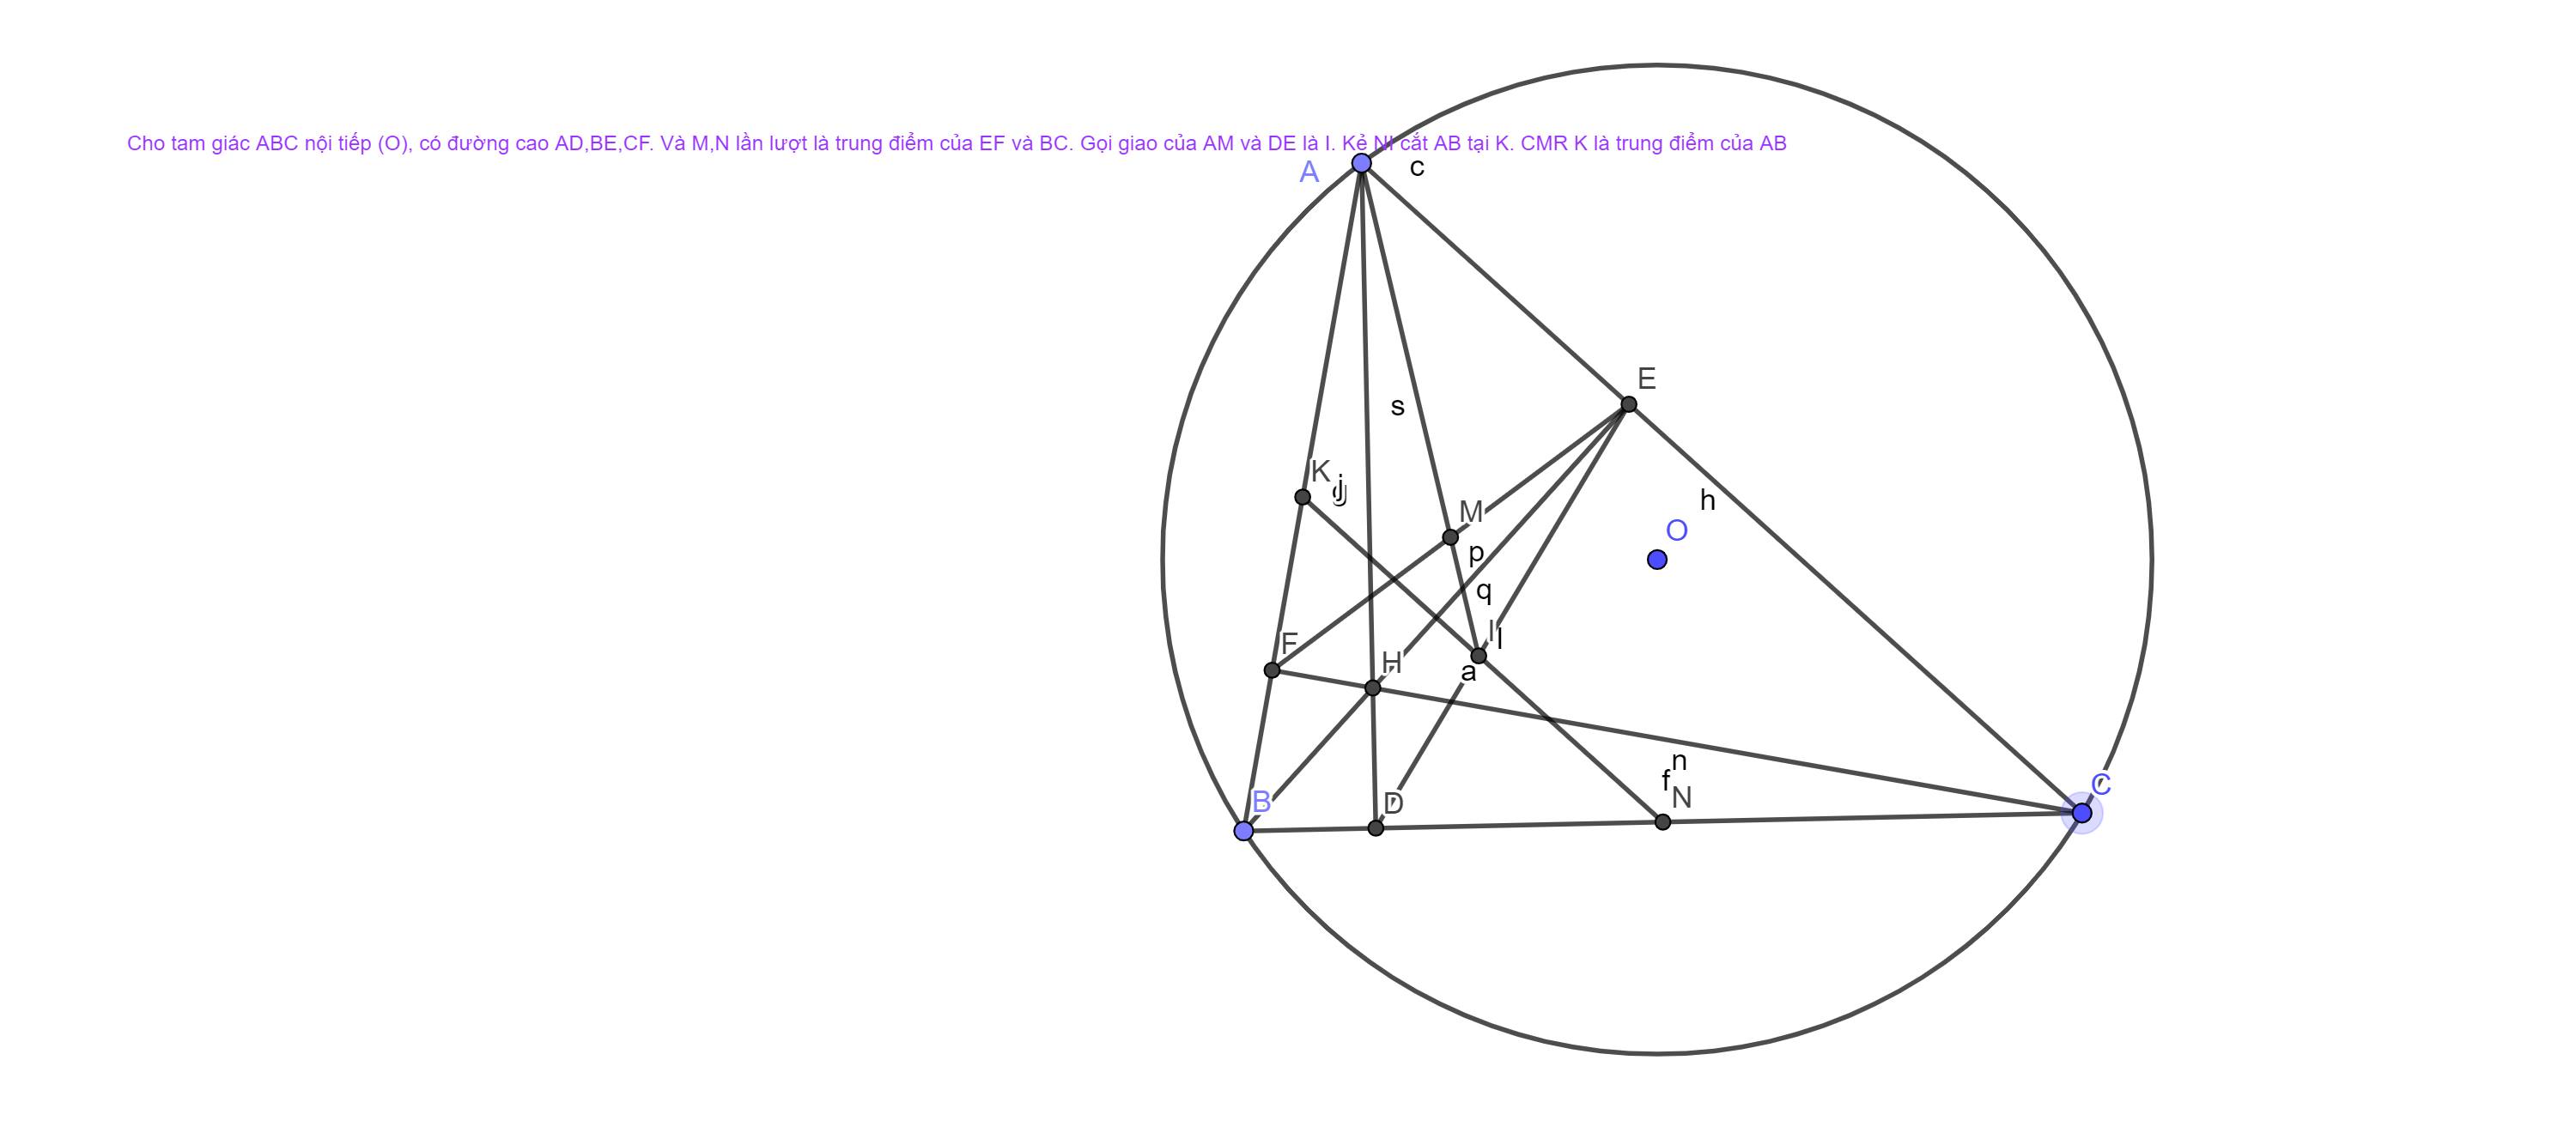 Cho tam giác ABC nội tiếp (O), có đường cao AD,BE,CF. Và M,N lần lượt là trung điểm của EF và BC. Gọi giao của AM và DE là I. Kẻ NI cắt AB tại K. CMR K là trung điểm của AB
A
c
E
s
K
j
g
h
M
O
p
q
F
I
l
H
a
n
f
N
B
D
C